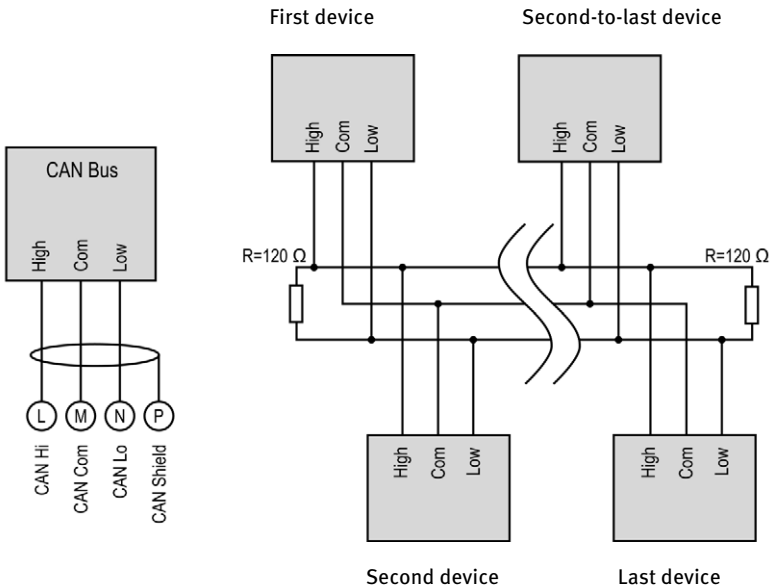 First device
Second-to-last device
High
Com
Low
High
Com
Low
CAN Bus
High
Com
Low
R=120 Ω
R=120 Ω
L
M
N
P
CAN Hi
CAN Com
CAN Lo
CAN Shield
High
Com
Low
High
Com
Low
Second device
Last device